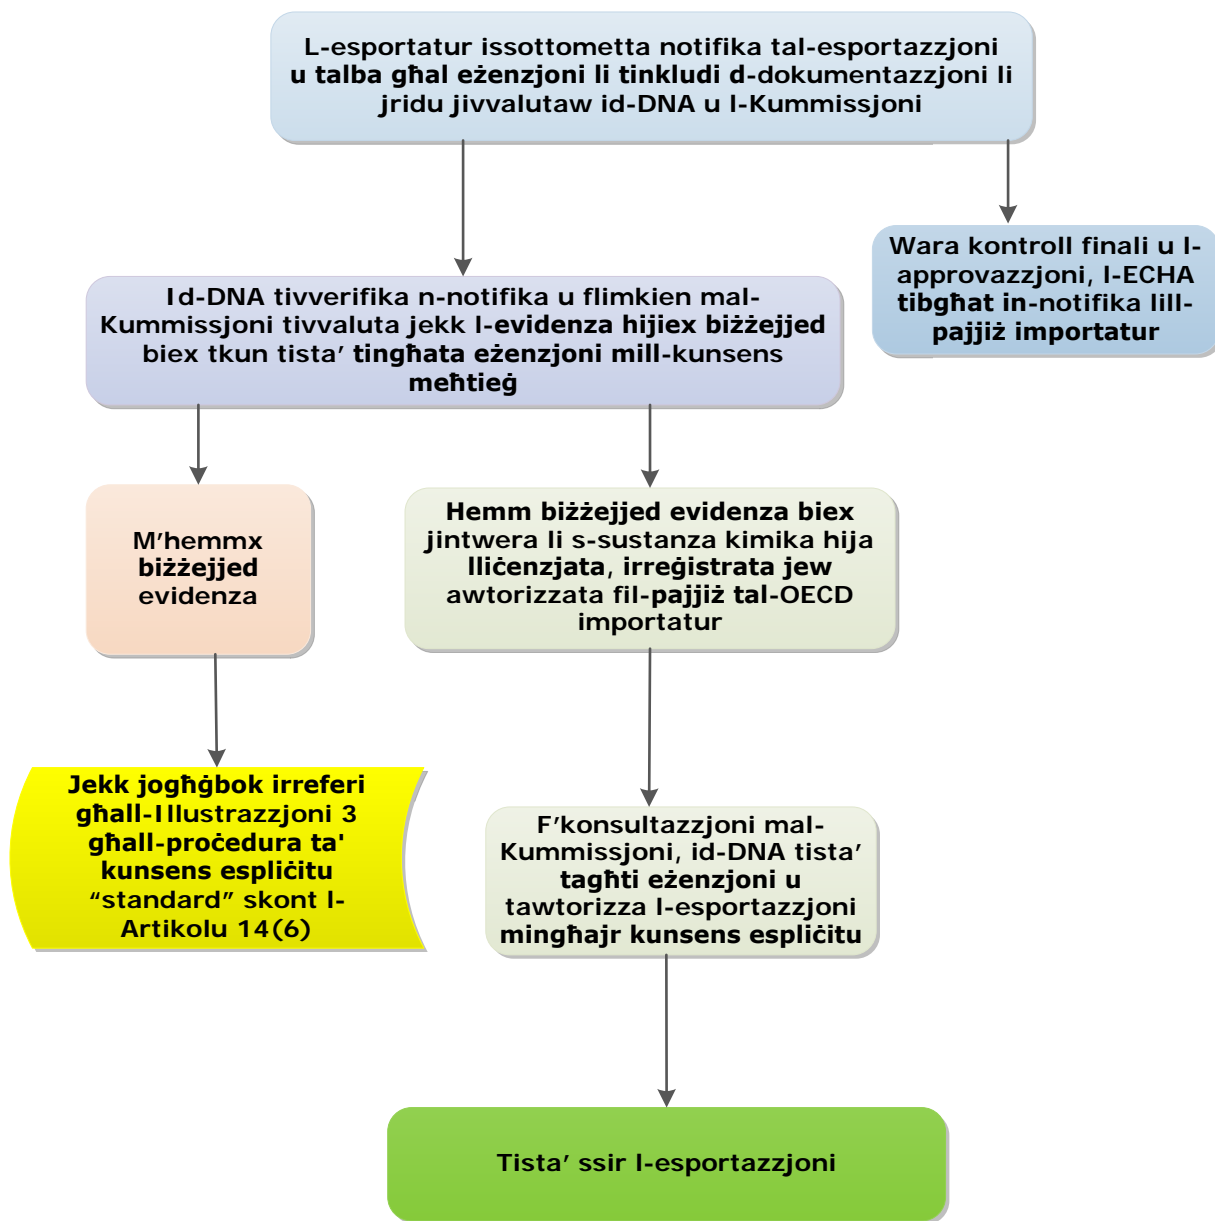 L-esportatur issottometta notifika tal-esportazzjoni
u talba għal eżenzjoni li tinkludi d-dokumentazzjoni li
jridu jivvalutaw id-DNA u l-Kummissjoni
Wara kontroll finali u l-
approvazzjoni, l-ECHA
tibgħat in-notifika lill-
pajjiż importatur
Id-DNA tivverifika n-notifika u flimkien mal-
Kummissjoni tivvaluta jekk l-evidenza hijiex biżżejjed
biex tkun tista’ tingħata eżenzjoni mill-kunsens
meħtieġ
M’hemmx
biżżejjed
evidenza
Hemm biżżejjed evidenza biex
jintwera li s-sustanza kimika hija
lliċenzjata, irreġistrata jew
awtorizzata fil-pajjiż tal-OECD
importatur
Jekk jogħġbok irreferi
għall-Illustrazzjoni 3
għall-proċedura ta'
kunsens espliċitu
“standard” skont l-
Artikolu 14(6)
F’konsultazzjoni mal-
Kummissjoni, id-DNA tista’
tagħti eżenzjoni u
tawtorizza l-esportazzjoni
mingħajr kunsens espliċitu
Tista’ ssir l-esportazzjoni